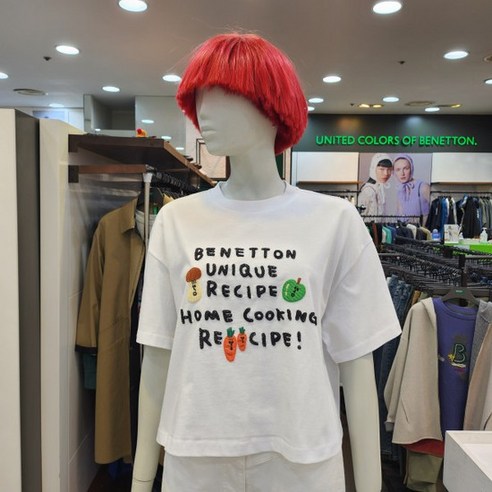 UNITED COLORS OF BENETTON.
BENETTON
UNIQUE
RECIPE
HOME COOKING
RECIPE!